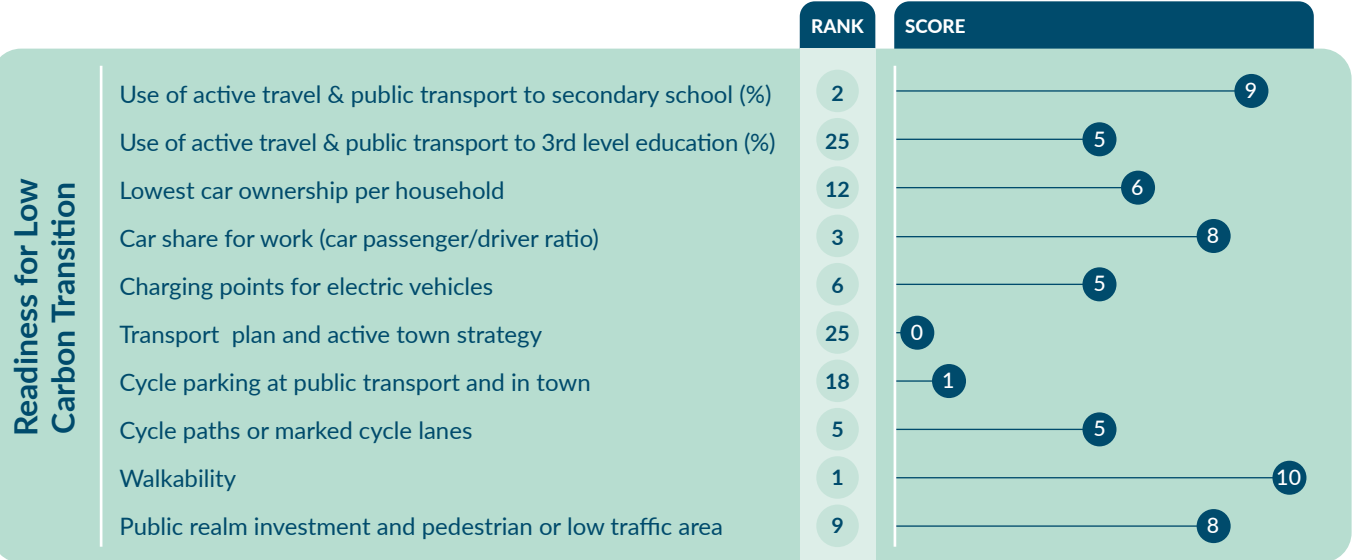 RANK SCORE
Readiness for Low
Carbon Transition
Use of active travel & public transport to secondary school (%) 2 9
Use of active travel & public transport to 3rd level education (%) 25 5
Lowest car ownership per household 12 6
Car share for work (car passenger/driver ratio) 3 8
Charging points for electric vehicles 6 5
Transport plan and active town strategy 25 0
Cycle parking at public transport and in town 18 1
Cycle paths or marked cycle lanes 5 5
Walkability 1 10
Public realm investment and pedestrian or low traffic area 9 8